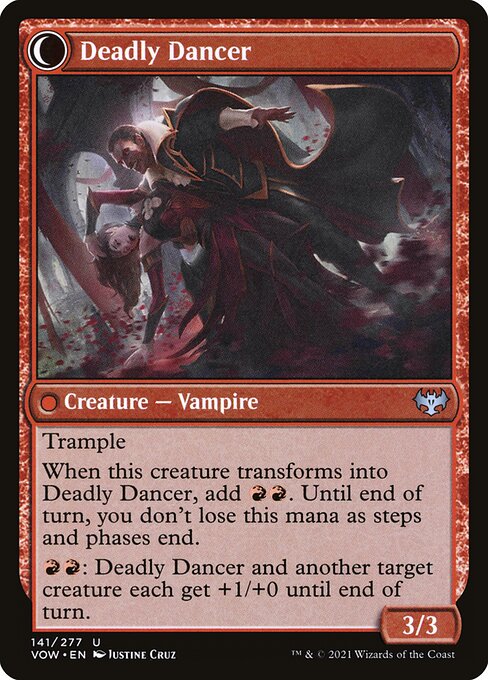 Deadly Dancer
Creature — Vampire
Trample
When this creature transforms into
Deadly Dancer, add RR. Until end of
turn, you don't lose this mana as steps
and phases end.
RR: Deadly Dancer and another target
creature each get +1/+0 until end of
turn.
3/3
141/277 U
VOW • EN Justine Cruz
™ & © 2021 Wizards of the Coast